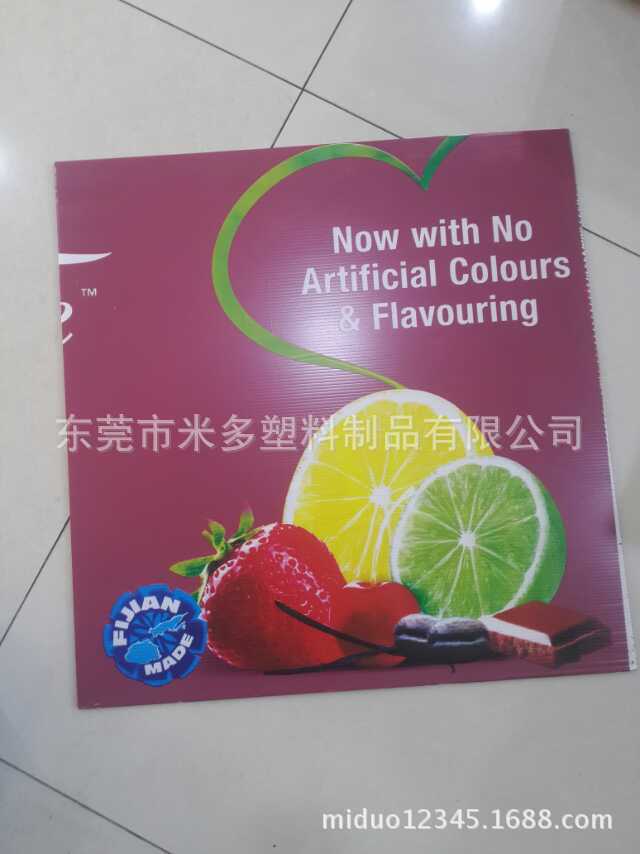 Now with No
Artificial Colours
& Flavouring
e™
东莞市米多塑料制品有限公司
FIJIAN
MADE
miduo12345.1688.com